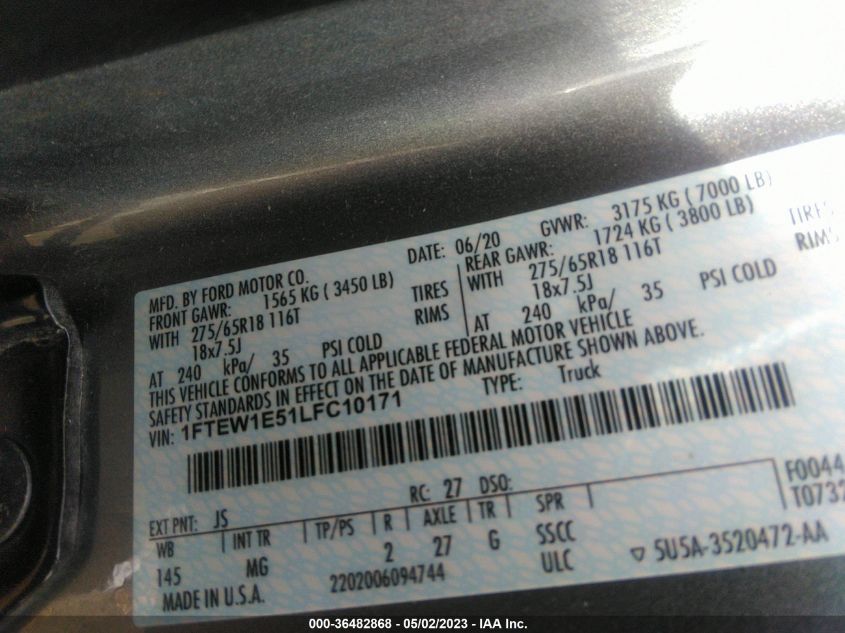 MFD. BY FORD MOTOR CO. DATE: 06/20 GVWR: 3175 KG ( 7000 LB)
FRONT GAWR: 1565 KG ( 3450 LB) REAR GAWR: 1724 KG ( 3800 LB)
WITH 275/65R18 116T TIRES WITH 275/65R18 116T TIRES
18x7.5J RIMS 18x7.5J RIMS
AT 240 kPa/ 35 PSI COLD AT 240 kPa/ 35 PSI COLD
THIS VEHICLE CONFORMS TO ALL APPLICABLE FEDERAL MOTOR VEHICLE
SAFETY STANDARDS IN EFFECT ON THE DATE OF MANUFACTURE SHOWN ABOVE.
VIN: 1FTEW1E51LFC10171 TYPE: Truck
F0044
T0732
EXT PNT: JS RC: 27 DSO:
WB INT TR TP/PS R AXLE TR SPR
145 MG 2 27 G SSCC
MADE IN U.S.A. 2202006094744 ULC 5U5A-3520472-AA
000-36482868 - 05/02/2023 - IAA Inc.